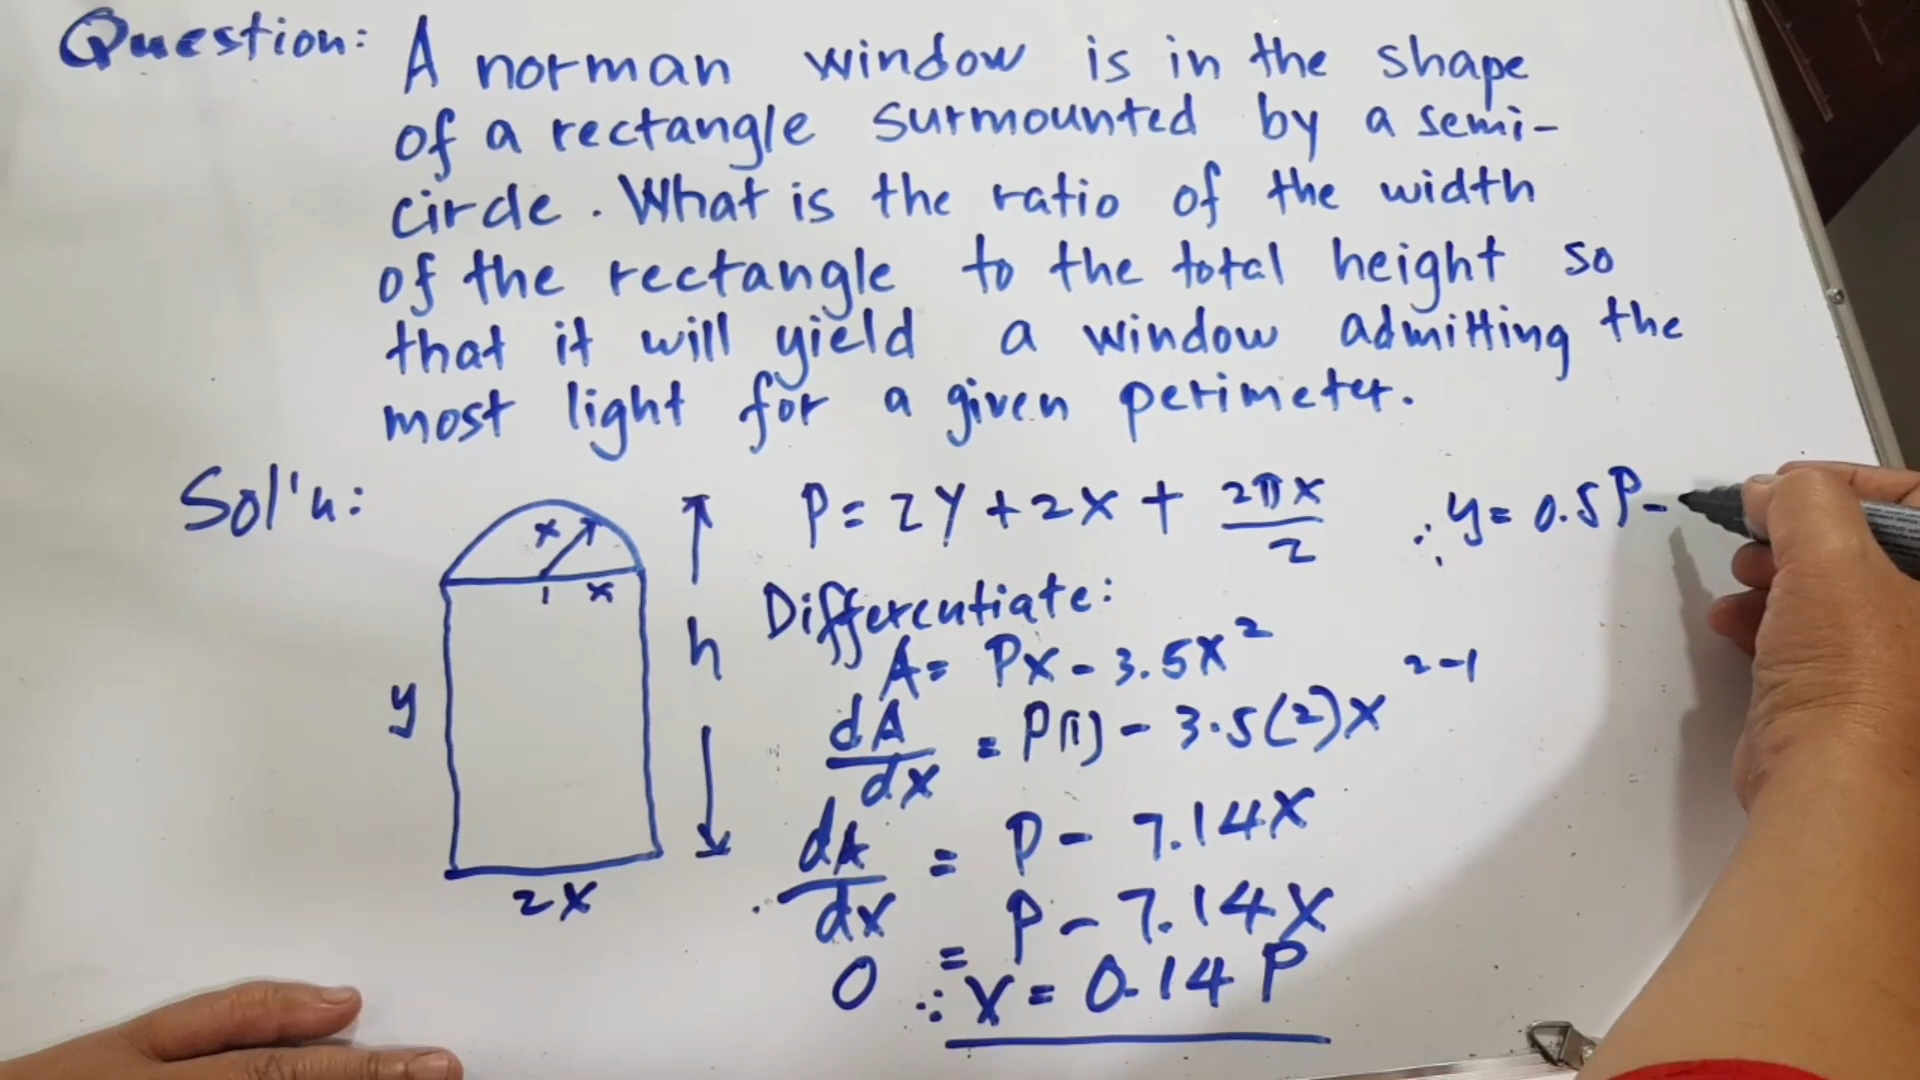 Question: A norman window is in the shape
of a rectangle surmounted by a semi-
circle. What is the ratio of the width
of the rectangle to the total height so
that it will yield a window admitting the
most light for a given perimeter.
Sol'n:
x
x
y
h
2x
P = 2Y + 2X + 2πX / 2
∴ y = 0.5P -
Differentiate:
A = PX - 3.5X²
dA/dX = P(1) - 3.5(2)X²⁻¹
dA/dX = P - 7.14X
∴ dA/dX = P - 7.14X
0
∴ X = 0.14P